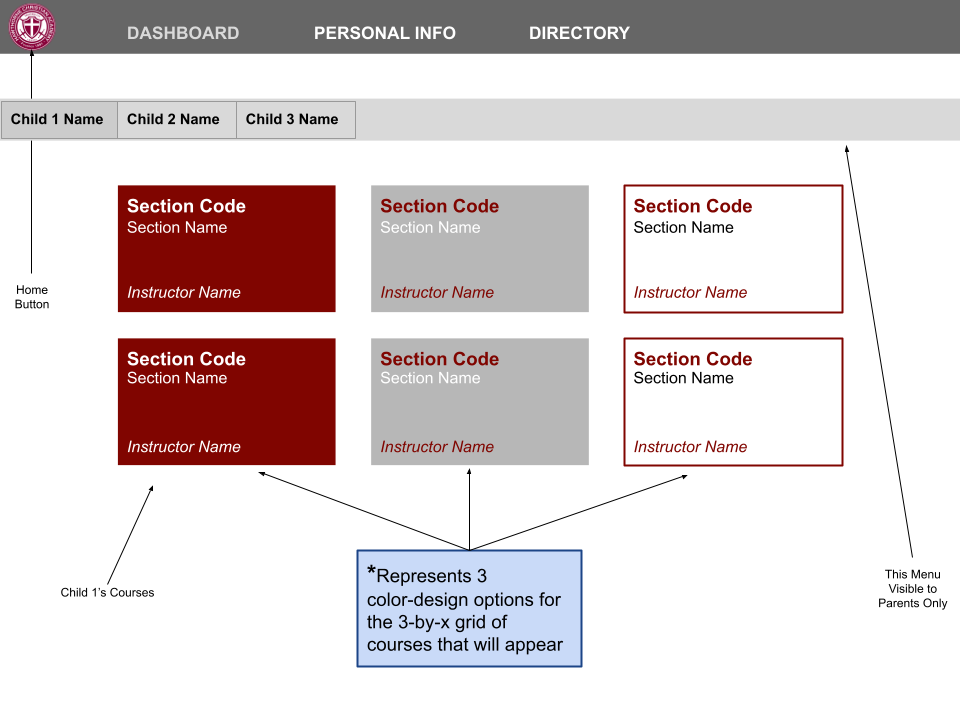 DASHBOARD PERSONAL INFO DIRECTORY
Child 1 Name Child 2 Name Child 3 Name
Section Code Section Code Section Code
Section Name Section Name Section Name
Instructor Name Instructor Name Instructor Name
Home
Button
Section Code Section Code Section Code
Section Name Section Name Section Name
Instructor Name Instructor Name Instructor Name
Child 1’s Courses
*Represents 3
color-design options for
the 3-by-x grid of
courses that will appear
This Menu
Visible to
Parents Only